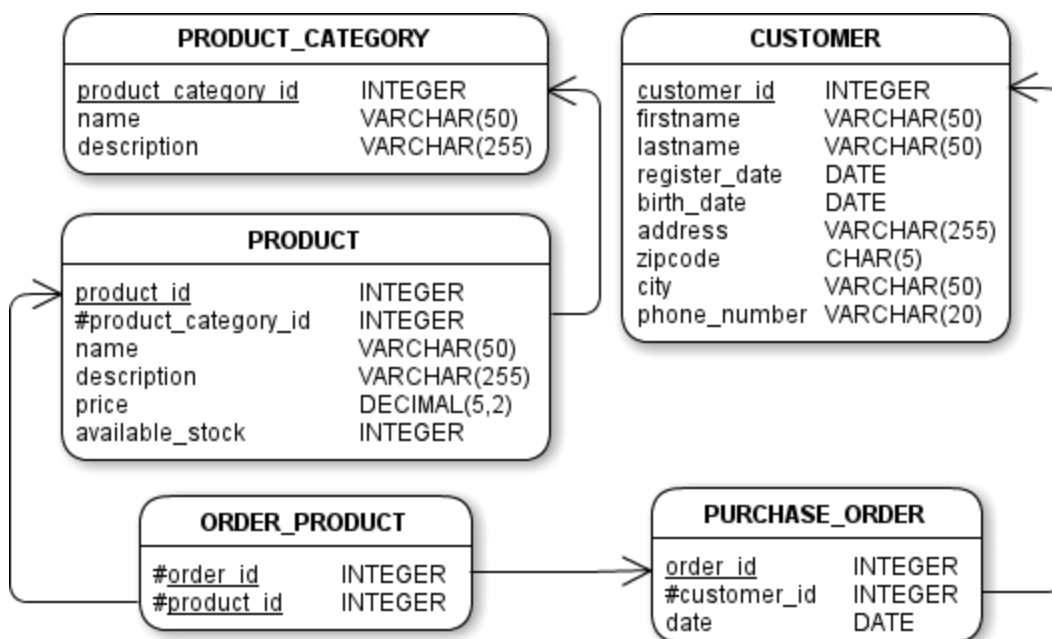 PRODUCT_CATEGORY
product_category_id INTEGER
name VARCHAR(50)
description VARCHAR(255)
CUSTOMER
customer_id INTEGER
firstname VARCHAR(50)
lastname VARCHAR(50)
register_date DATE
birth_date DATE
address VARCHAR(255)
zipcode CHAR(5)
city VARCHAR(50)
phone_number VARCHAR(20)
PRODUCT
product_id INTEGER
#product_category_id INTEGER
name VARCHAR(50)
description VARCHAR(255)
price DECIMAL(5,2)
available_stock INTEGER
ORDER_PRODUCT
#order_id INTEGER
#product_id INTEGER
PURCHASE_ORDER
order_id INTEGER
#customer_id INTEGER
date DATE